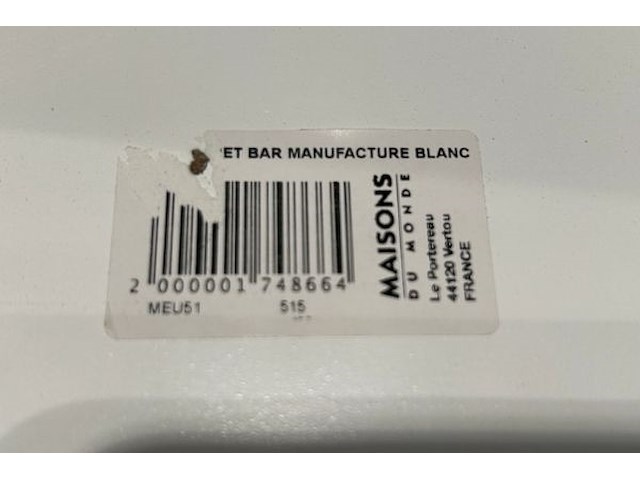 ET BAR MANUFACTURE BLANC
2 000001 748664
MEU51 515
MAISONS
DU MONDE
Le Portereau
44120 Vertou
FRANCE